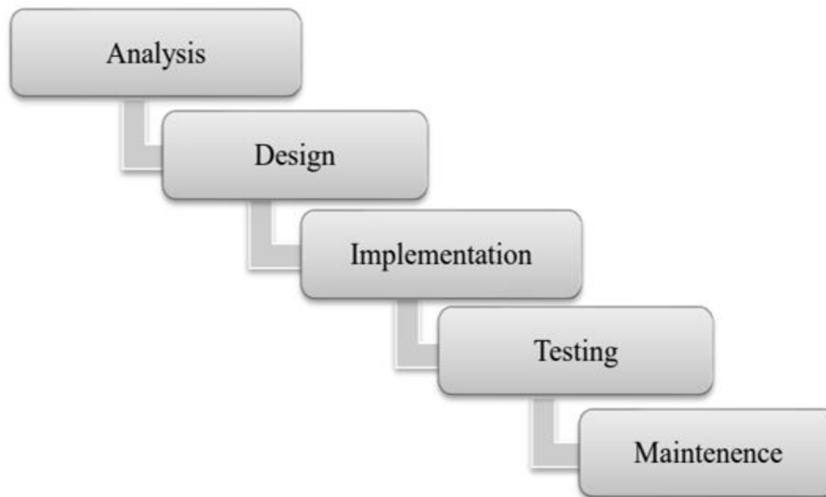 Analysis
Design
Implementation
Testing
Maintenence